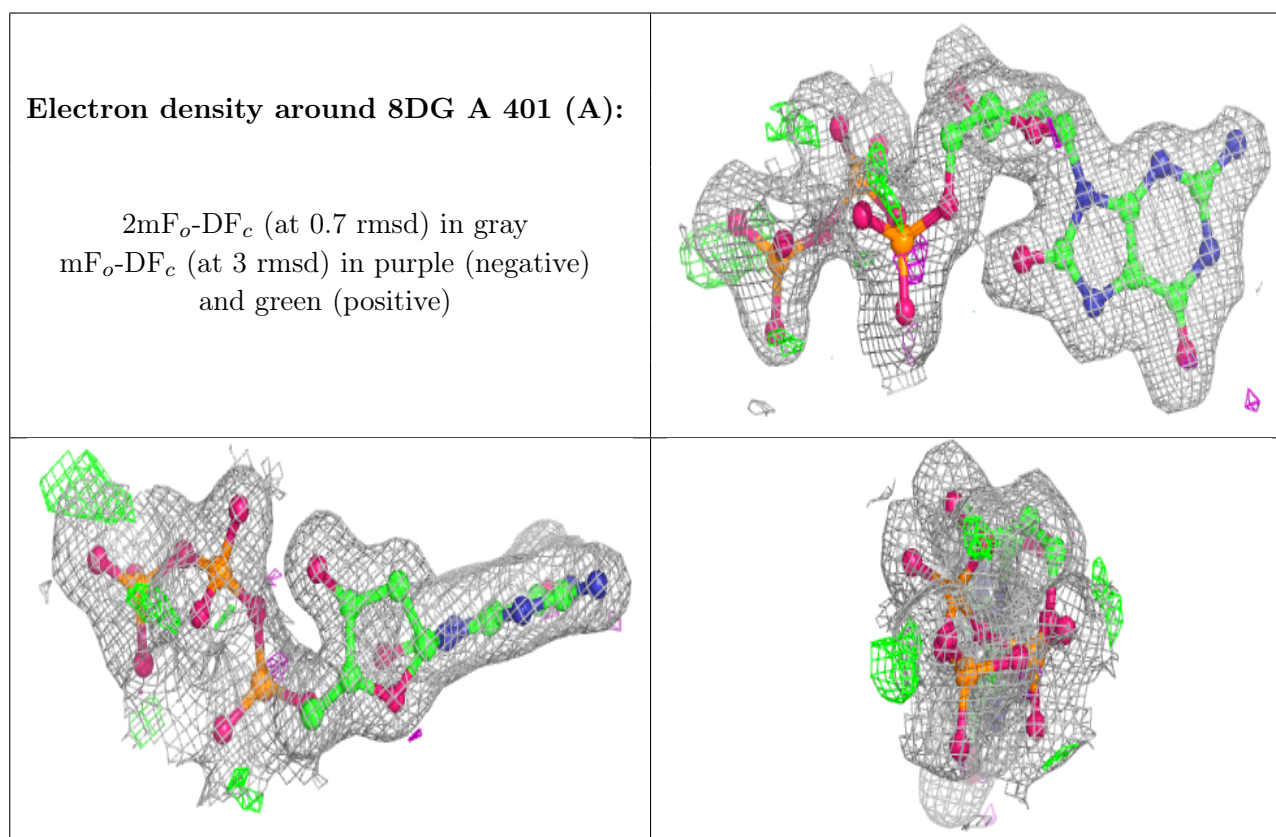 Electron density around 8DG A 401 (A):
2mFₒ-DF𝑐 (at 0.7 rmsd) in gray
mFₒ-DF𝑐 (at 3 rmsd) in purple (negative)
and green (positive)